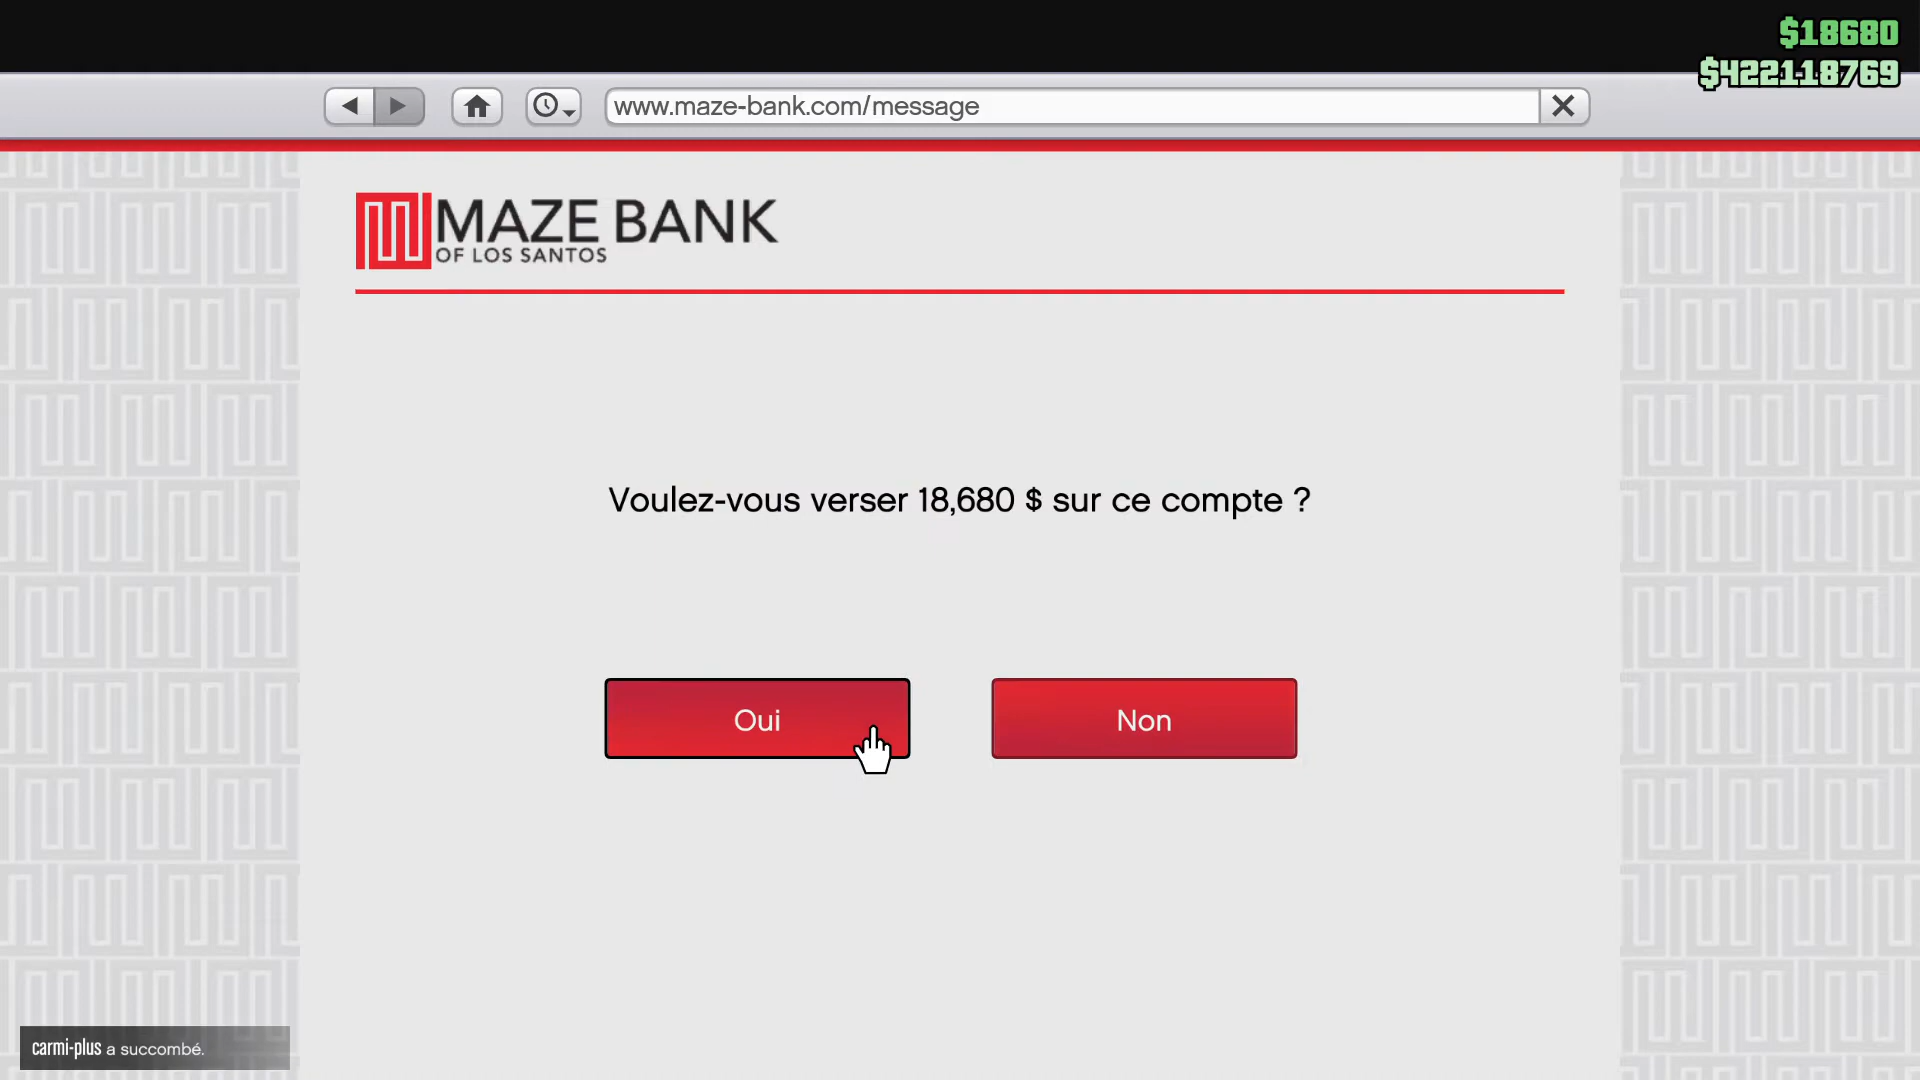 $18680
$422118769
www.maze-bank.com/message
MAZE BANK
OF LOS SANTOS
Voulez-vous verser 18,680 $ sur ce compte ?
Oui
Non
carmi-plus a succombé.